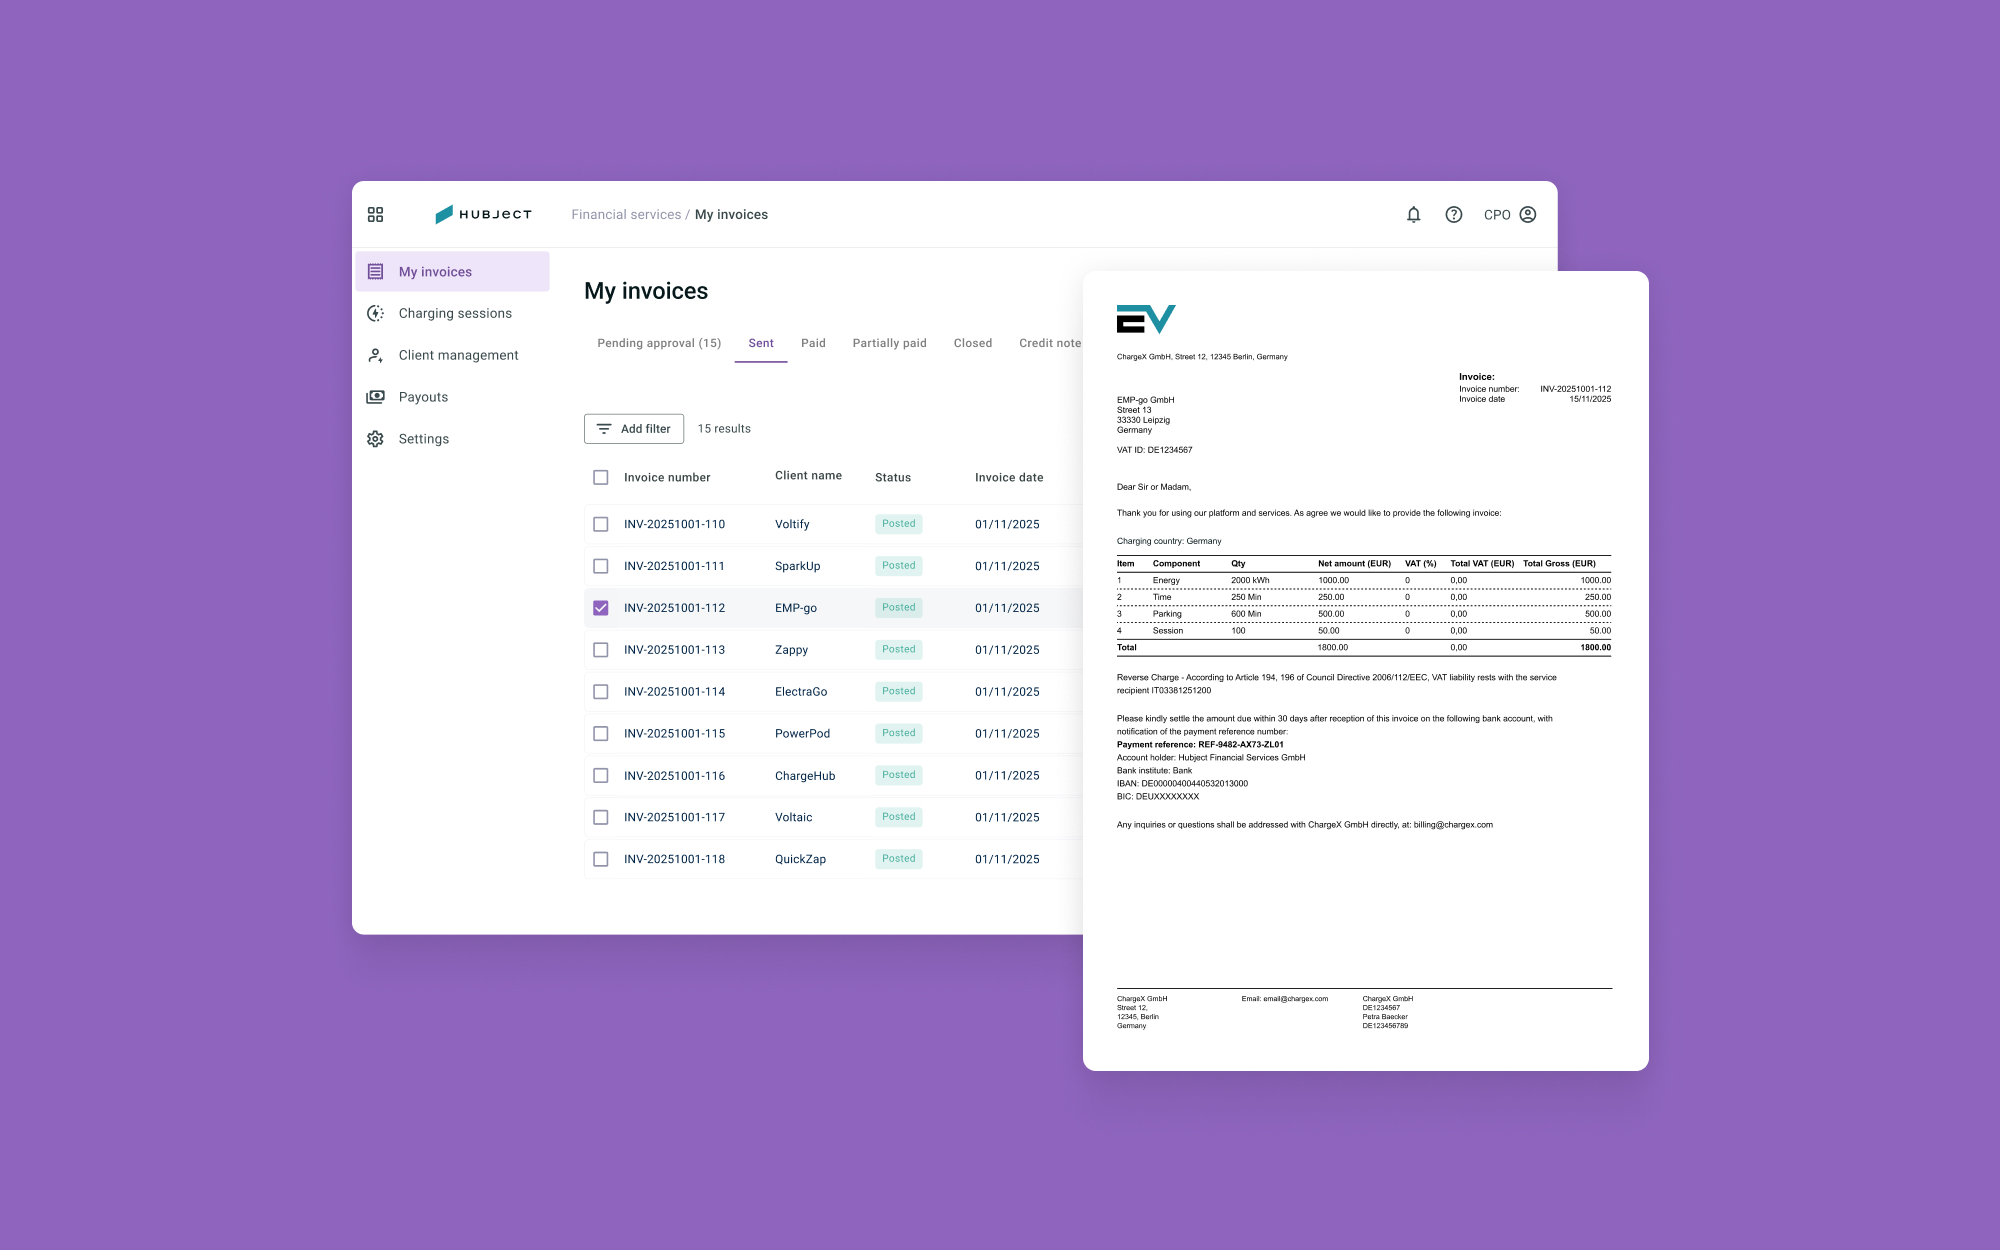 HUBJECT
Financial services / My invoices
CPO
My invoices
Charging sessions
Client management
Payouts
Settings
My invoices
Pending approval (15) Sent Paid Partially paid Closed Credit note
Add filter 15 results
Invoice number Client name Status Invoice date
INV-20251001-110 Voltify Posted 01/11/2025
INV-20251001-111 SparkUp Posted 01/11/2025
INV-20251001-112 EMP-go Posted 01/11/2025
INV-20251001-113 Zappy Posted 01/11/2025
INV-20251001-114 ElectraGo Posted 01/11/2025
INV-20251001-115 PowerPod Posted 01/11/2025
INV-20251001-116 ChargeHub Posted 01/11/2025
INV-20251001-117 Voltaic Posted 01/11/2025
INV-20251001-118 QuickZap Posted 01/11/2025
EV
ChargeX GmbH, Street 12, 12345 Berlin, Germany
Invoice:
Invoice number: INV-20251001-112
Invoice date 15/11/2025
EMP-go GmbH
Street 13
33330 Leipzig
Germany
VAT ID: DE1234567
Dear Sir or Madam,
Thank you for using our platform and services. As agree we would like to provide the following invoice:
Charging country: Germany
Item Component Qty Net amount (EUR) VAT (%) Total VAT (EUR) Total Gross (EUR)
1 Energy 2000 kWh 1000.00 0 0,00 1000.00
2 Time 250 Min 250.00 0 0,00 250.00
3 Parking 600 Min 500.00 0 0,00 500.00
4 Session 100 50.00 0 0,00 50.00
Total 1800.00 0,00 1800.00
Reverse Charge - According to Article 194, 196 of Council Directive 2006/112/EEC, VAT liability rests with the service
recipient IT03381251200
Please kindly settle the amount due within 30 days after reception of this invoice on the following bank account, with
notification of the payment reference number:
Payment reference: REF-9482-AX73-ZL01
Account holder: Hubject Financial Services GmbH
Bank institute: Bank
IBAN: DE00000400440532013000
BIC: DEUXXXXXXXX
Any inquiries or questions shall be addressed with ChargeX GmbH directly, at: billing@chargex.com
ChargeX GmbH
Street 12,
12345, Berlin
Germany
Email: email@chargex.com
ChargeX GmbH
DE1234567
Petra Baecker
DE123456789